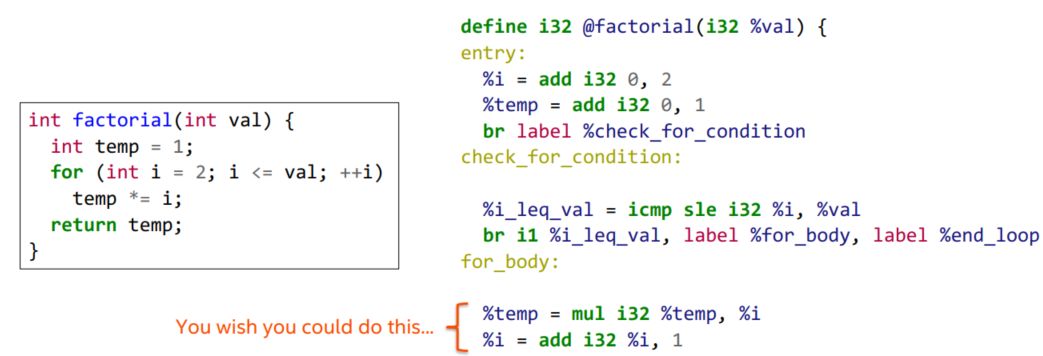 int factorial(int val) {
  int temp = 1;
  for (int i = 2; i <= val; ++i)
    temp *= i;
  return temp;
}
define i32 @factorial(i32 %val) {
entry:
  %i = add i32 0, 2
  %temp = add i32 0, 1
  br label %check_for_condition
check_for_condition:
  %i_leq_val = icmp sle i32 %i, %val
  br i1 %i_leq_val, label %for_body, label %end_loop
for_body:
You wish you could do this...
  %temp = mul i32 %temp, %i
  %i = add i32 %i, 1